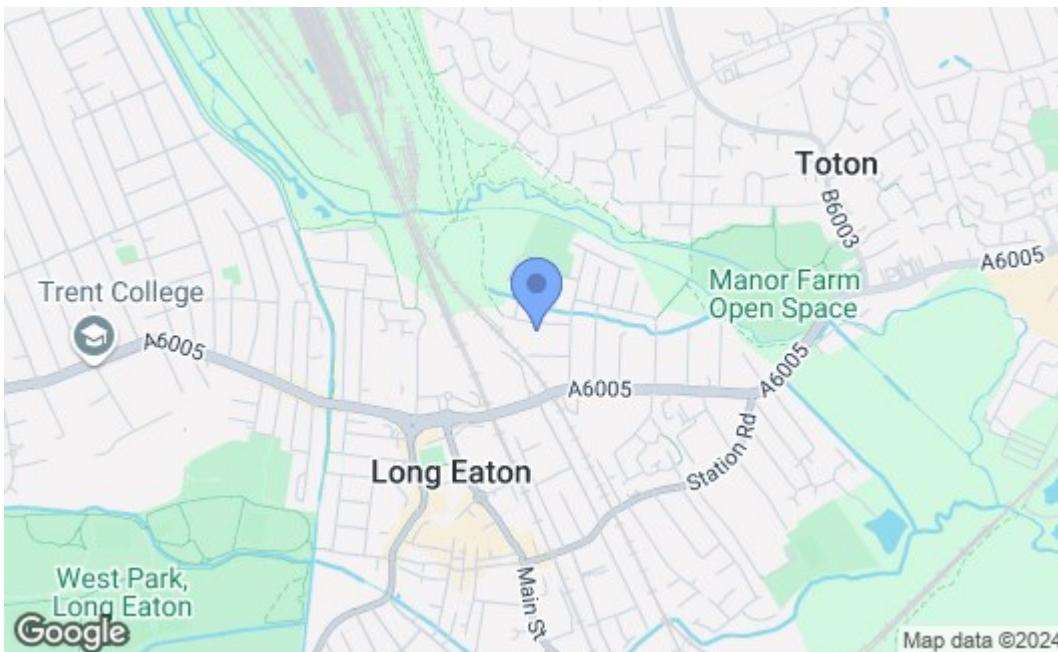 Toton
B6003
A6005
Manor Farm
Open Space
Trent College
A6005
A6005
A6005
Station Rd
Long Eaton
West Park,
Long Eaton
Main St
Google
Map data ©2024